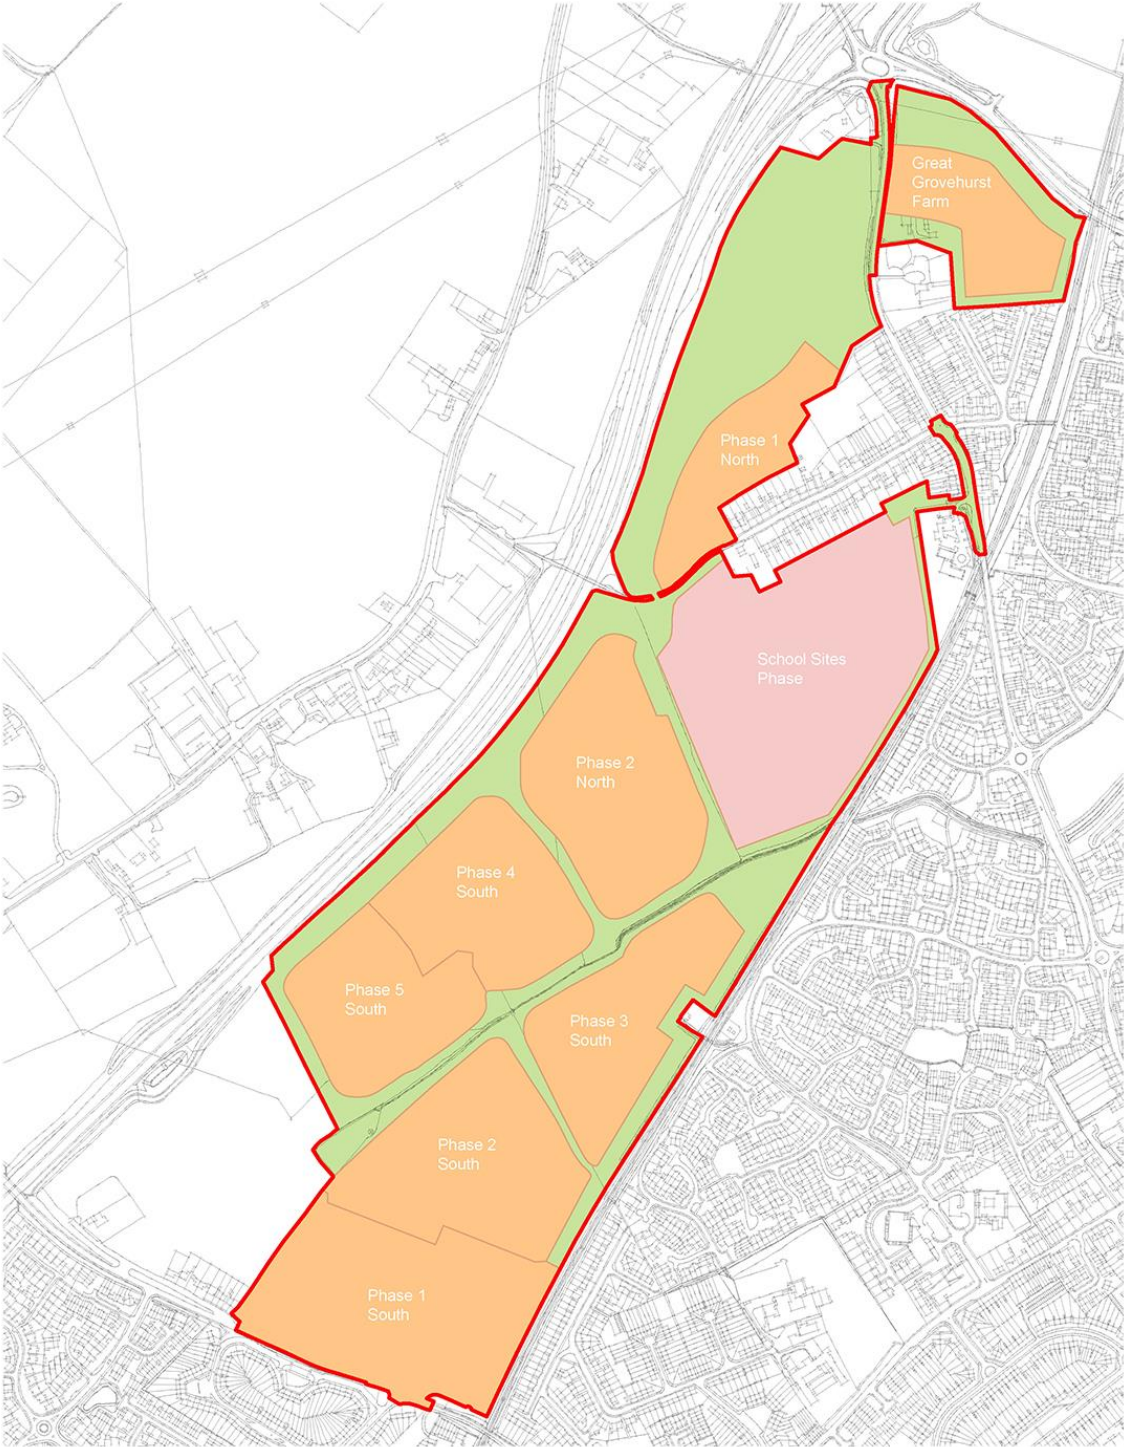 Great
Grovehurst
Farm
Phase 1
North
School Sites
Phase
Phase 2
North
Phase 4
South
Phase 5
South
Phase 3
South
Phase 2
South
Phase 1
South